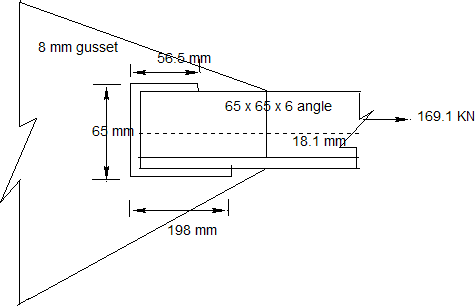 8 mm gusset
56.5 mm
65 x 65 x 6 angle
169.1 KN
65 mm
18.1 mm
198 mm